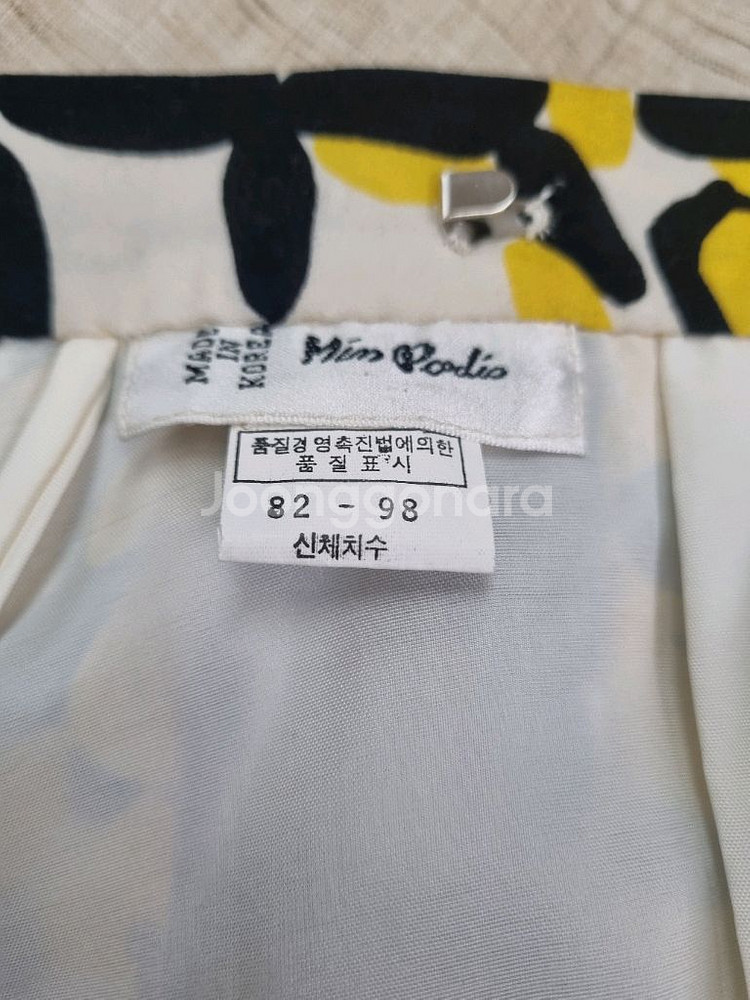 MADE
IN
KOREA
Min Pardis
품질경영촉진법에의한
품질표시
Joonggonara
82 - 98
신체치수